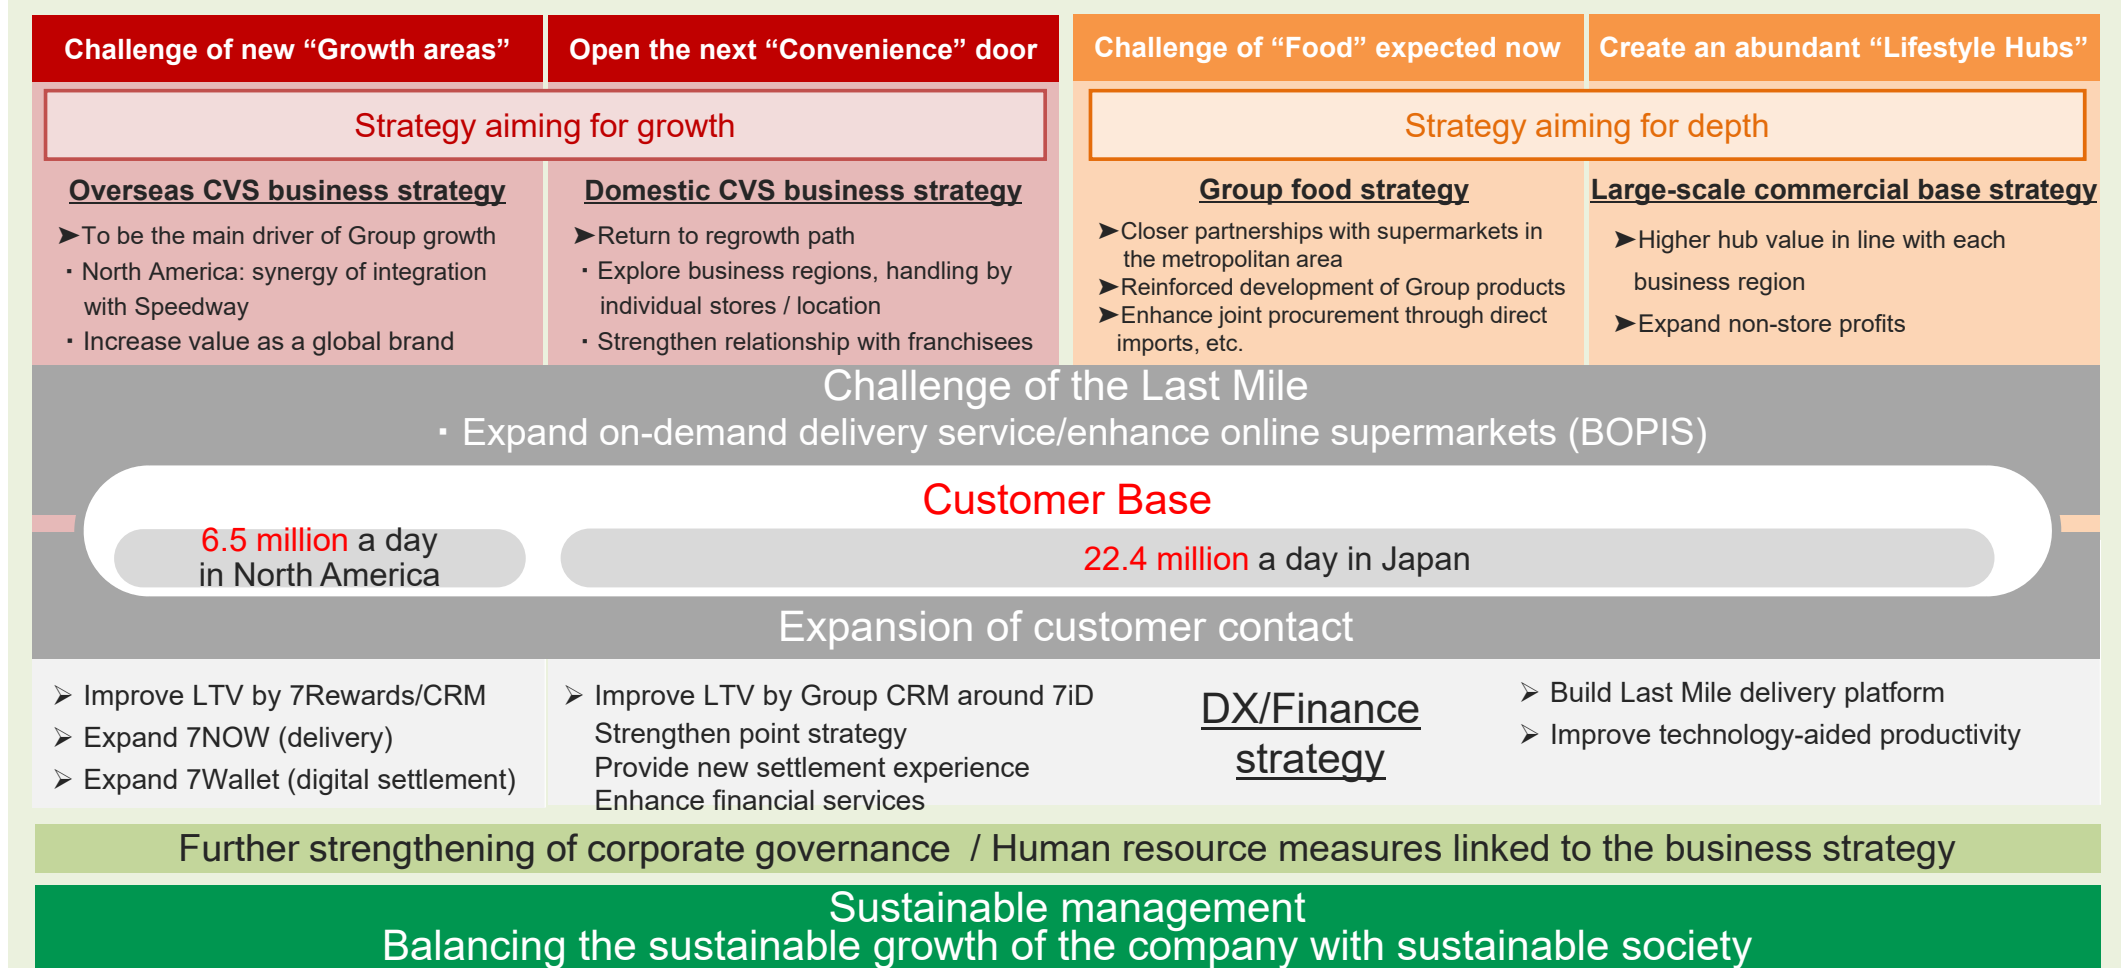 Challenge of new “Growth areas”
Open the next “Convenience” door
Challenge of “Food” expected now
Create an abundant “Lifestyle Hubs”
Strategy aiming for growth
Strategy aiming for depth
Overseas CVS business strategy
➤To be the main driver of Group growth
・North America: synergy of integration
with Speedway
・Increase value as a global brand
Domestic CVS business strategy
➤Return to regrowth path
・Explore business regions, handling by
individual stores / location
・Strengthen relationship with franchisees
Group food strategy
➤Closer partnerships with supermarkets in
the metropolitan area
➤Reinforced development of Group products
➤Enhance joint procurement through direct
imports, etc.
Large-scale commercial base strategy
➤Higher hub value in line with each
business region
➤Expand non-store profits
Challenge of the Last Mile
・Expand on-demand delivery service/enhance online supermarkets (BOPIS)
Customer Base
6.5 million a day
in North America
22.4 million a day in Japan
Expansion of customer contact
➢ Improve LTV by 7Rewards/CRM
➢ Expand 7NOW (delivery)
➢ Expand 7Wallet (digital settlement)
➢ Improve LTV by Group CRM around 7iD
Strengthen point strategy
Provide new settlement experience
Enhance financial services
DX/Finance
strategy
➢ Build Last Mile delivery platform
➢ Improve technology-aided productivity
Further strengthening of corporate governance / Human resource measures linked to the business strategy
Sustainable management
Balancing the sustainable growth of the company with sustainable society